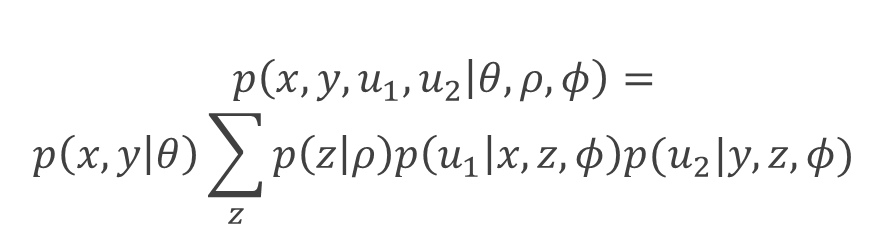 p(x, y, u₁, u₂|θ, ρ, ϕ) =
p(x, y|θ) ∑ p(z|ρ)p(u₁|x, z, ϕ)p(u₂|y, z, ϕ)
z